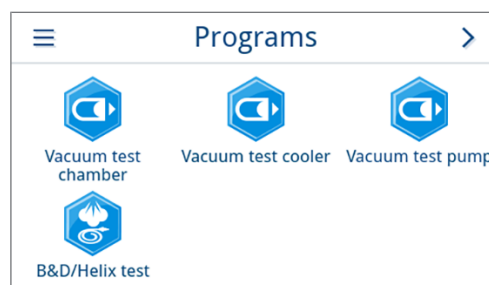 Programs
Vacuum test
chamber
Vacuum test cooler
Vacuum test pump
B&D/Helix test